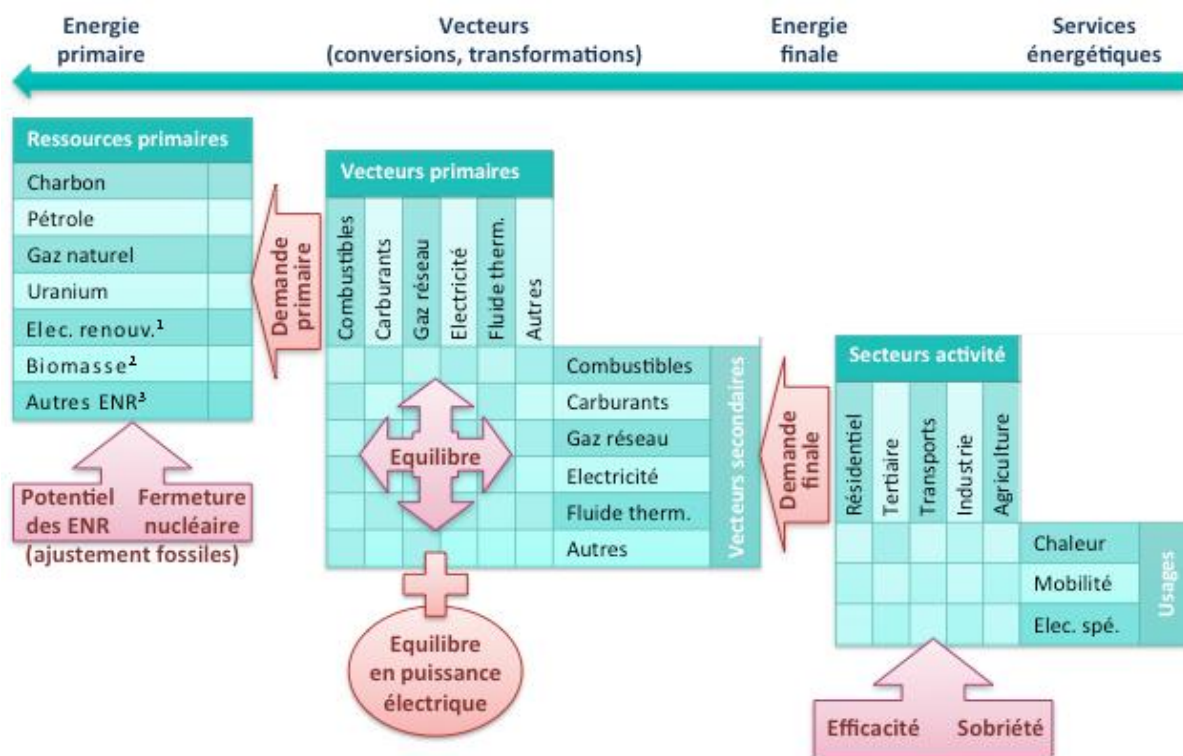 Energie
primaire
Vecteurs
(conversions, transformations)
Energie
finale
Services
énergétiques
Ressources primaires
Charbon
Pétrole
Gaz naturel
Uranium
Elec. renouv.1
Biomasse2
Autres ENR3
Potentiel
des ENR
Fermeture
nucléaire
(ajustement fossiles)
Demande
primaire
Vecteurs primaires
Combustibles
Carburants
Gaz réseau
Electricité
Fluide therm.
Autres
Equilibre
Combustibles
Carburants
Gaz réseau
Electricité
Fluide therm.
Autres
Vecteurs secondaires
Equilibre
en puissance
électrique
Demande
finale
Secteurs activité
Résidentiel
Tertiaire
Transports
Industrie
Agriculture
Chaleur
Mobilité
Elec. spé.
Usages
Efficacité
Sobriété